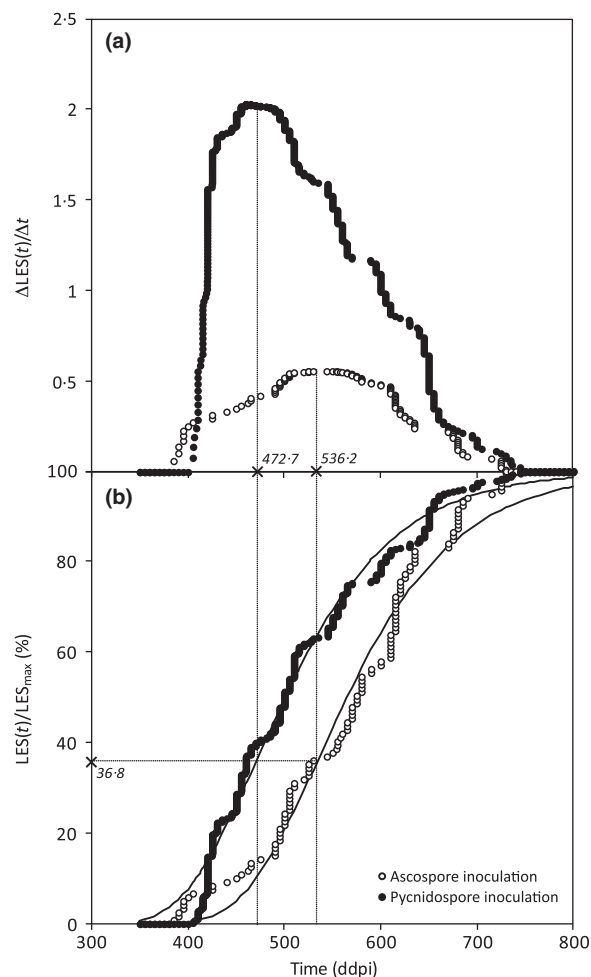 2·5
(a)
2
1·5
ΔLES(t)/Δt
1
0·5
472·7
536·2
100
(b)
80
60
LES(t)/LESmax (%)
40
36·8
20
Ascospore inoculation
Pycnidospore inoculation
0
300
400
500
600
700
800
Time (ddpi)